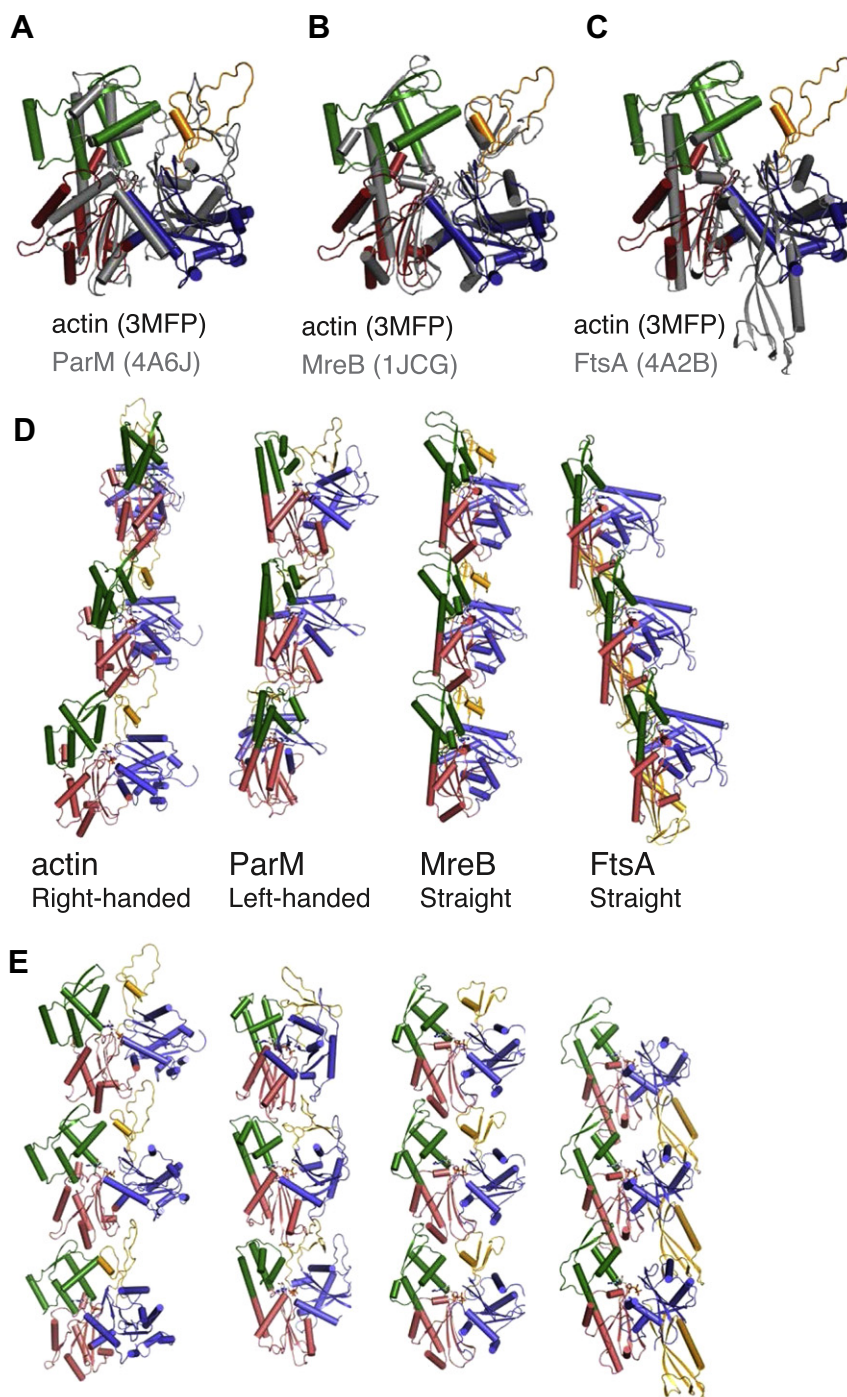 A
B
C
actin (3MFP)
ParM (4A6J)
actin (3MFP)
MreB (1JCG)
actin (3MFP)
FtsA (4A2B)
D
actin
Right-handed
ParM
Left-handed
MreB
Straight
FtsA
Straight
E